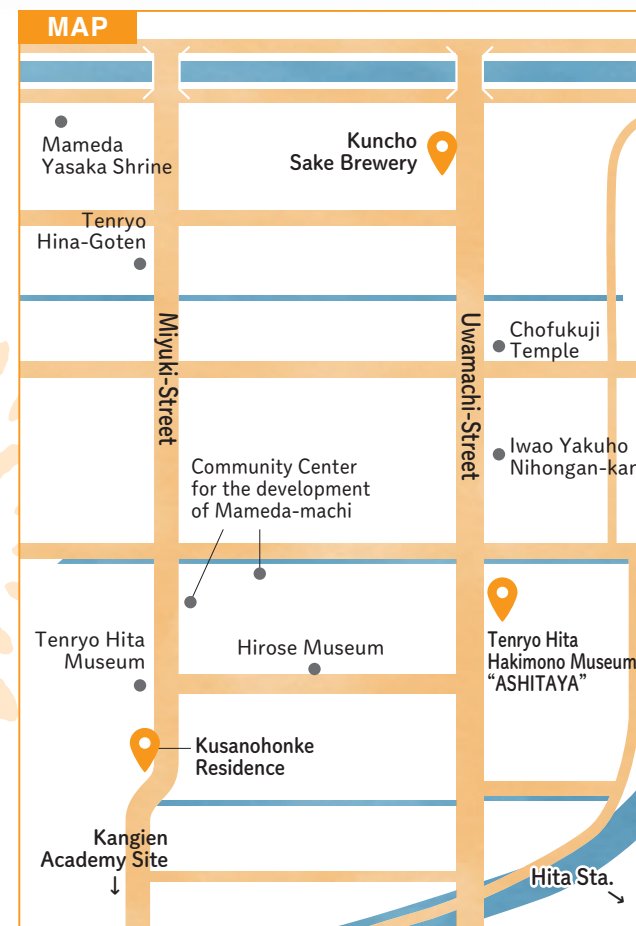 MAP
Mameda
Yasaka Shrine
Kuncho
Sake Brewery
Tenryo
Hina-Goten
Miyuki-Street
Uwamachi-Street
Chofukuji
Temple
Iwao Yakuho
Nihongan-kan
Community Center
for the development
of Mameda-machi
Tenryo Hita
Museum
Hirose Museum
Tenryo Hita
Hakimono Museum
“ASHITAYA”
Kusanohonke
Residence
Kangien
Academy Site
↓
Hita Sta.
↘